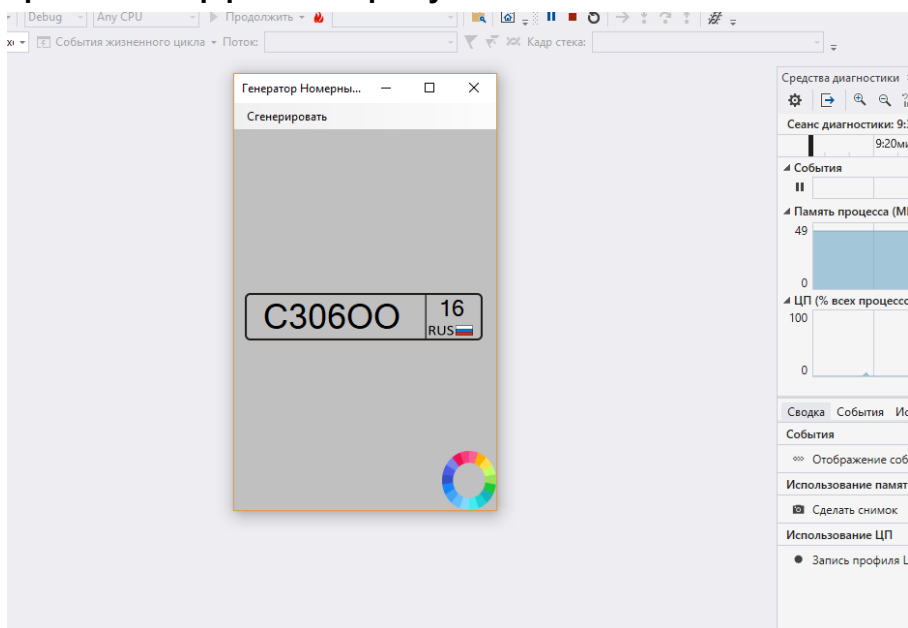 Debug Any CPU Продолжить
События жизненного цикла Поток: Кадр стека:
Генератор Номерны...
Сгенерировать
С306ОО 16
RUS
Средства диагностики
Сеанс диагностики: 9:
9:20ми
События
Память процесса (М
49
0
ЦП (% всех процессо
100
0
Сводка События Ис
События
Отображение соб
Использование памят
Сделать снимок
Использование ЦП
Запись профиля Ц